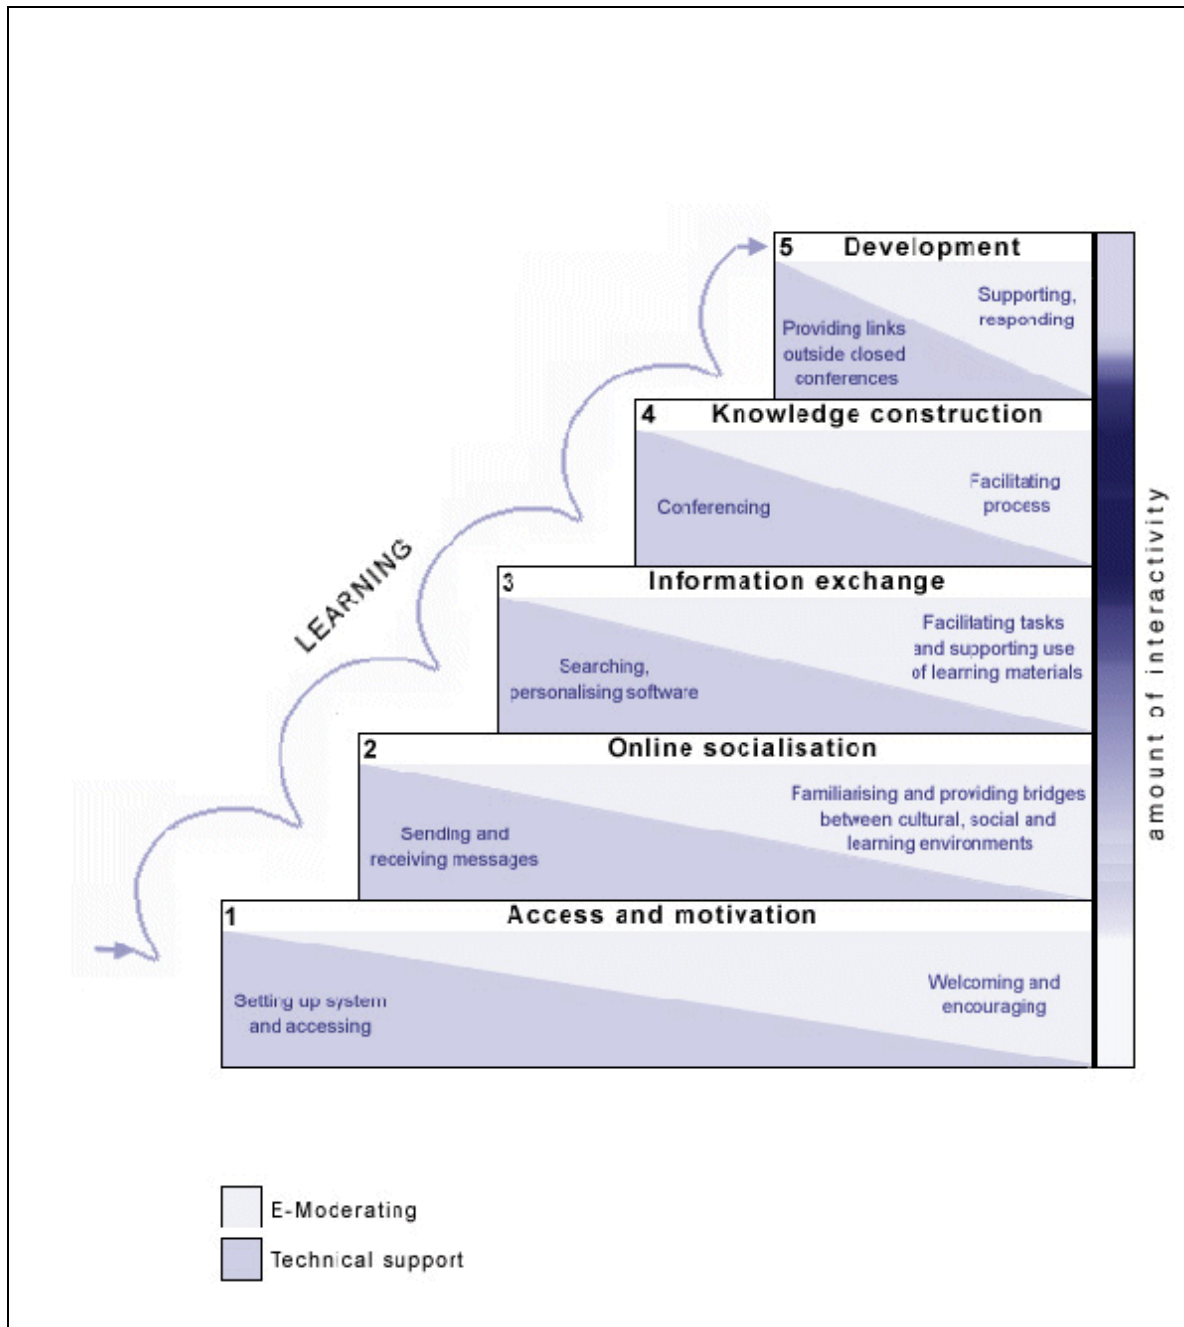 5 Development
Supporting,
responding
Providing links
outside closed
conferences
4 Knowledge construction
Facilitating
process
Conferencing
3 Information exchange
Facilitating tasks
and supporting use
of learning materials
Searching,
personalising software
2 Online socialisation
Familiarising and providing bridges
between cultural, social and
learning environments
Sending and
receiving messages
1 Access and motivation
Welcoming and
encouraging
Setting up system
and accessing
LEARNING
amount of interactivity
E-Moderating
Technical support